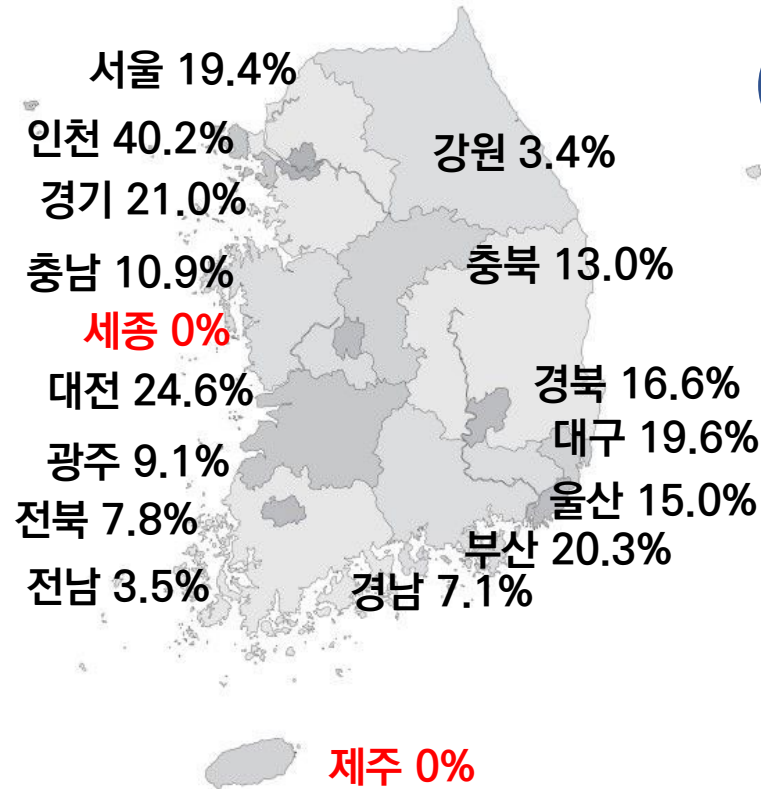 서울 19.4%
인천 40.2%
강원 3.4%
경기 21.0%
충남 10.9%
충북 13.0%
세종 0%
대전 24.6%
경북 16.6%
대구 19.6%
광주 9.1%
울산 15.0%
전북 7.8%
부산 20.3%
전남 3.5%
경남 7.1%
제주 0%